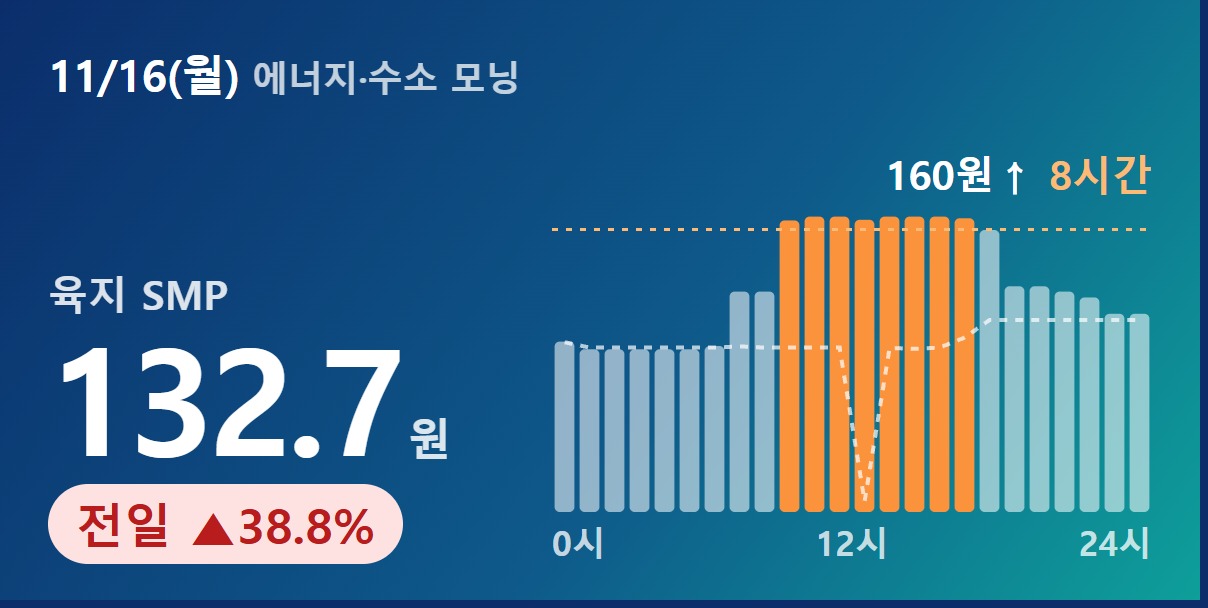 11/16(월) 에너지·수소 모닝
160원↑ 8시간
육지 SMP
132.7원
전일 ▲38.8%
0시 12시 24시